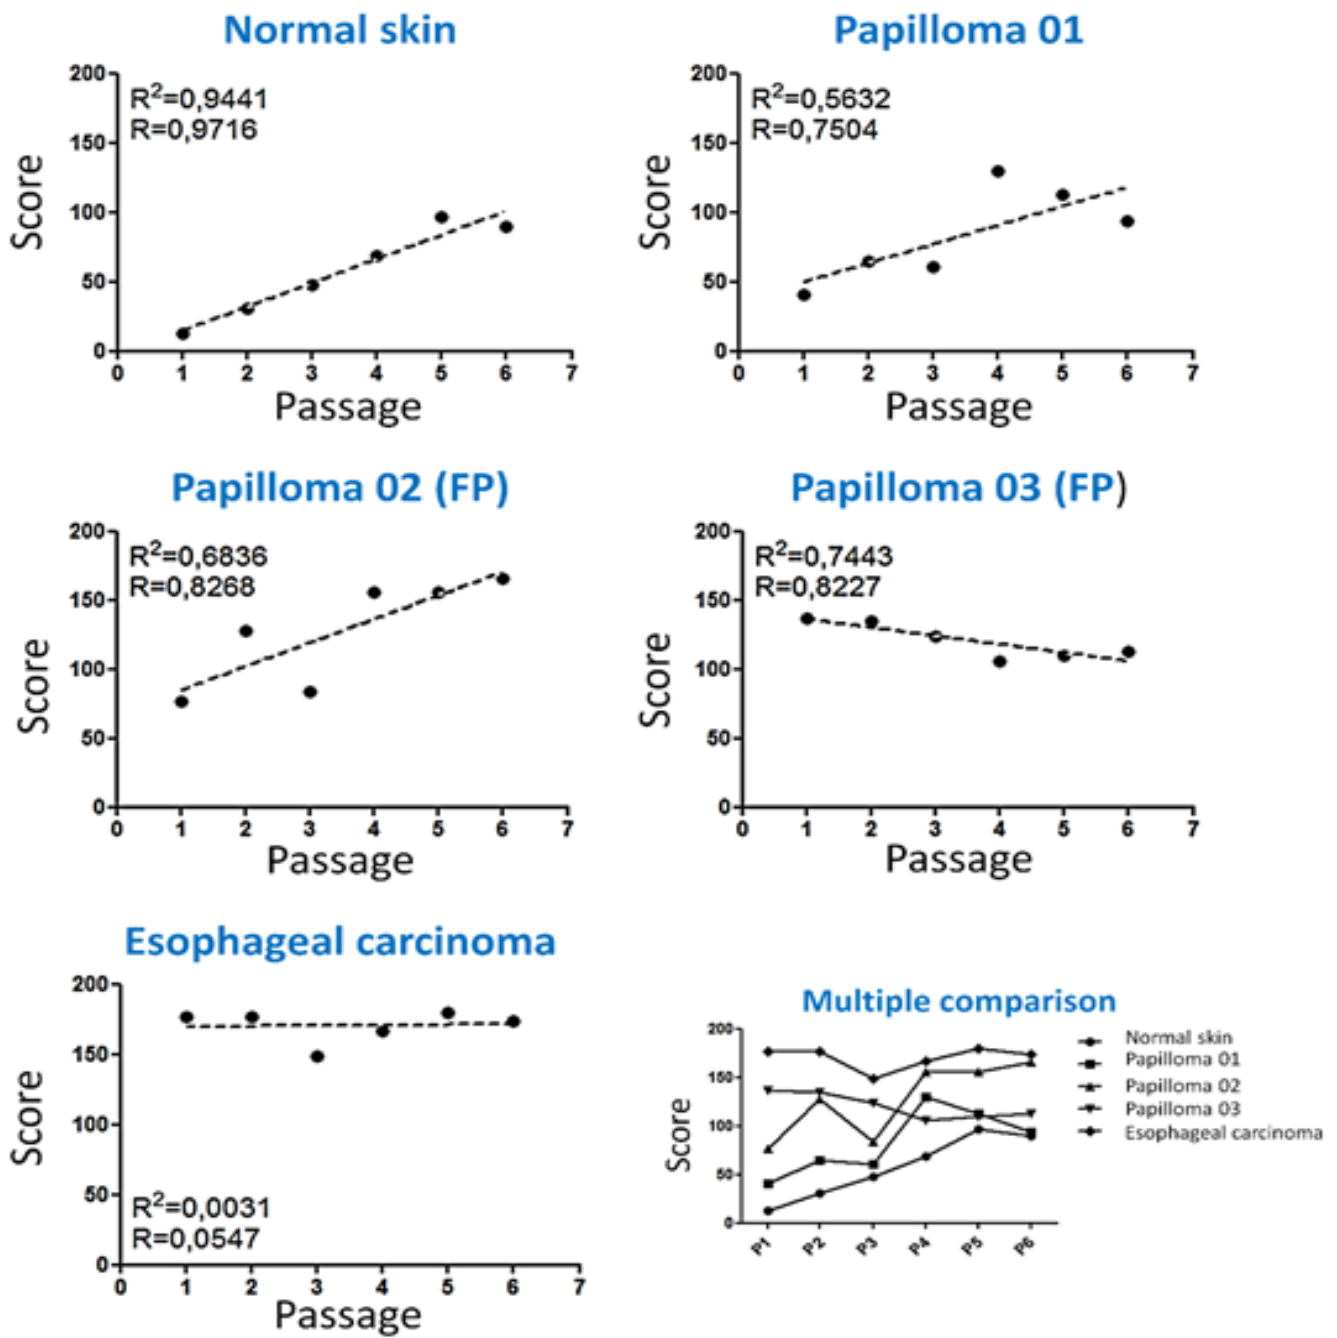 Normal skin
200
150
100
50
0
R²=0,9441
R=0,9716
Score
0 1 2 3 4 5 6 7
Passage
Papilloma 01
200
150
100
50
0
R²=0,5632
R=0,7504
Score
0 1 2 3 4 5 6 7
Passage
Papilloma 02 (FP)
200
150
100
50
0
R²=0,6836
R=0,8268
Score
0 1 2 3 4 5 6 7
Passage
Papilloma 03 (FP)
200
150
100
50
0
R²=0,7443
R=0,8227
Score
0 1 2 3 4 5 6 7
Passage
Esophageal carcinoma
200
150
100
50
0
R²=0,0031
R=0,0547
Score
0 1 2 3 4 5 6 7
Passage
Multiple comparison
200
150
100
50
0
Score
P1 P2 P3 P4 P5 P6
Normal skin
Papilloma 01
Papilloma 02
Papilloma 03
Esophageal carcinoma